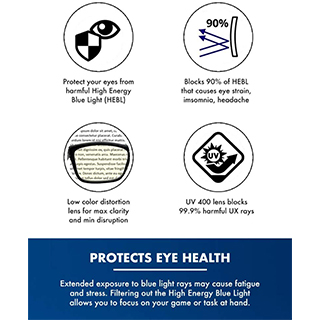 90%
Protect your eyes from
harmful High Energy
Blue Light (HEBL)
Blocks 90% of HEBL
that causes eye strain,
imsomnia, headache
UV
Low color distortion
lens for max clarity
and min disruption
UV 400 lens blocks
99.9% harmful UX rays
PROTECTS EYE HEALTH
Extended exposure to blue light rays may cause fatigue
and stress. Filtering out the High Energy Blue Light
allows you to focus on your game or task at hand.